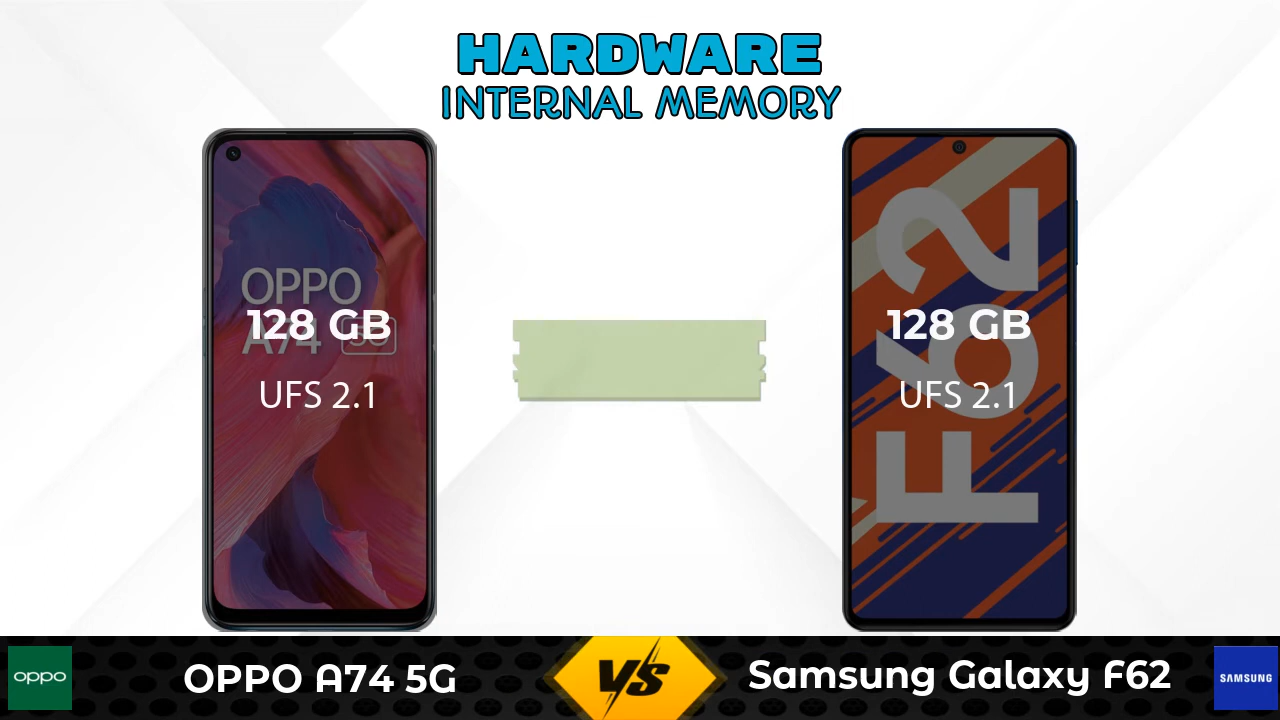 HARDWARE
INTERNAL MEMORY
OPPO
A74 5G
128 GB
UFS 2.1
F62
128 GB
UFS 2.1
oppo
OPPO A74 5G
VS
Samsung Galaxy F62
SAMSUNG